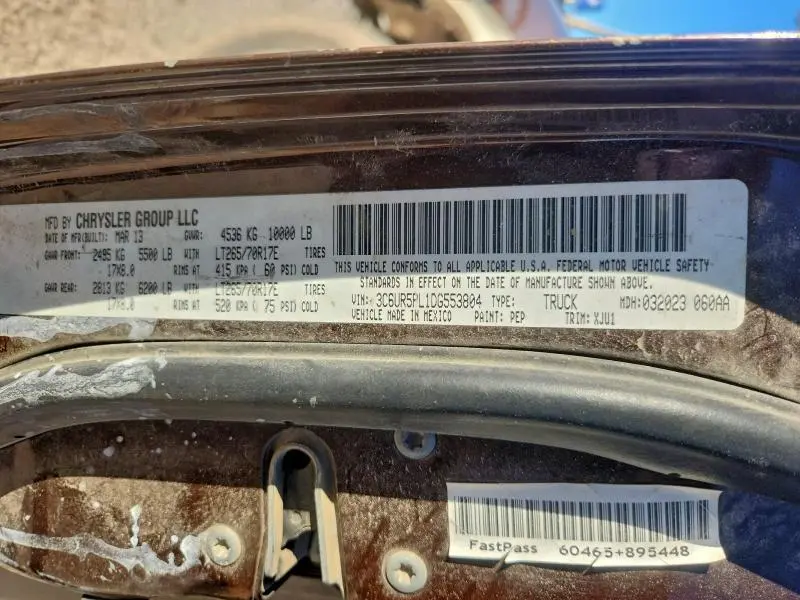 MFD BY CHRYSLER GROUP LLC
DATE OF MFR(BUILT): MAR 13 GVWR: 4536 KG 10000 LB
GAWR FRONT: 2495 KG 5500 LB WITH LT265/70R17E TIRES
17X8.0 RIMS AT 415 KPA ( 60 PSI) COLD
GAWR REAR: 2813 KG 6200 LB WITH LT265/70R17E TIRES
17X8.0 RIMS AT 520 KPA ( 75 PSI) COLD
THIS VEHICLE CONFORMS TO ALL APPLICABLE U.S.A. FEDERAL MOTOR VEHICLE SAFETY
STANDARDS IN EFFECT ON THE DATE OF MANUFACTURE SHOWN ABOVE.
VIN: 3C6UR5PL1DG553804 TYPE: TRUCK MDH: 032023 060AA
VEHICLE MADE IN MEXICO PAINT: PEP TRIM: XJU1
FastPass 60465+895448